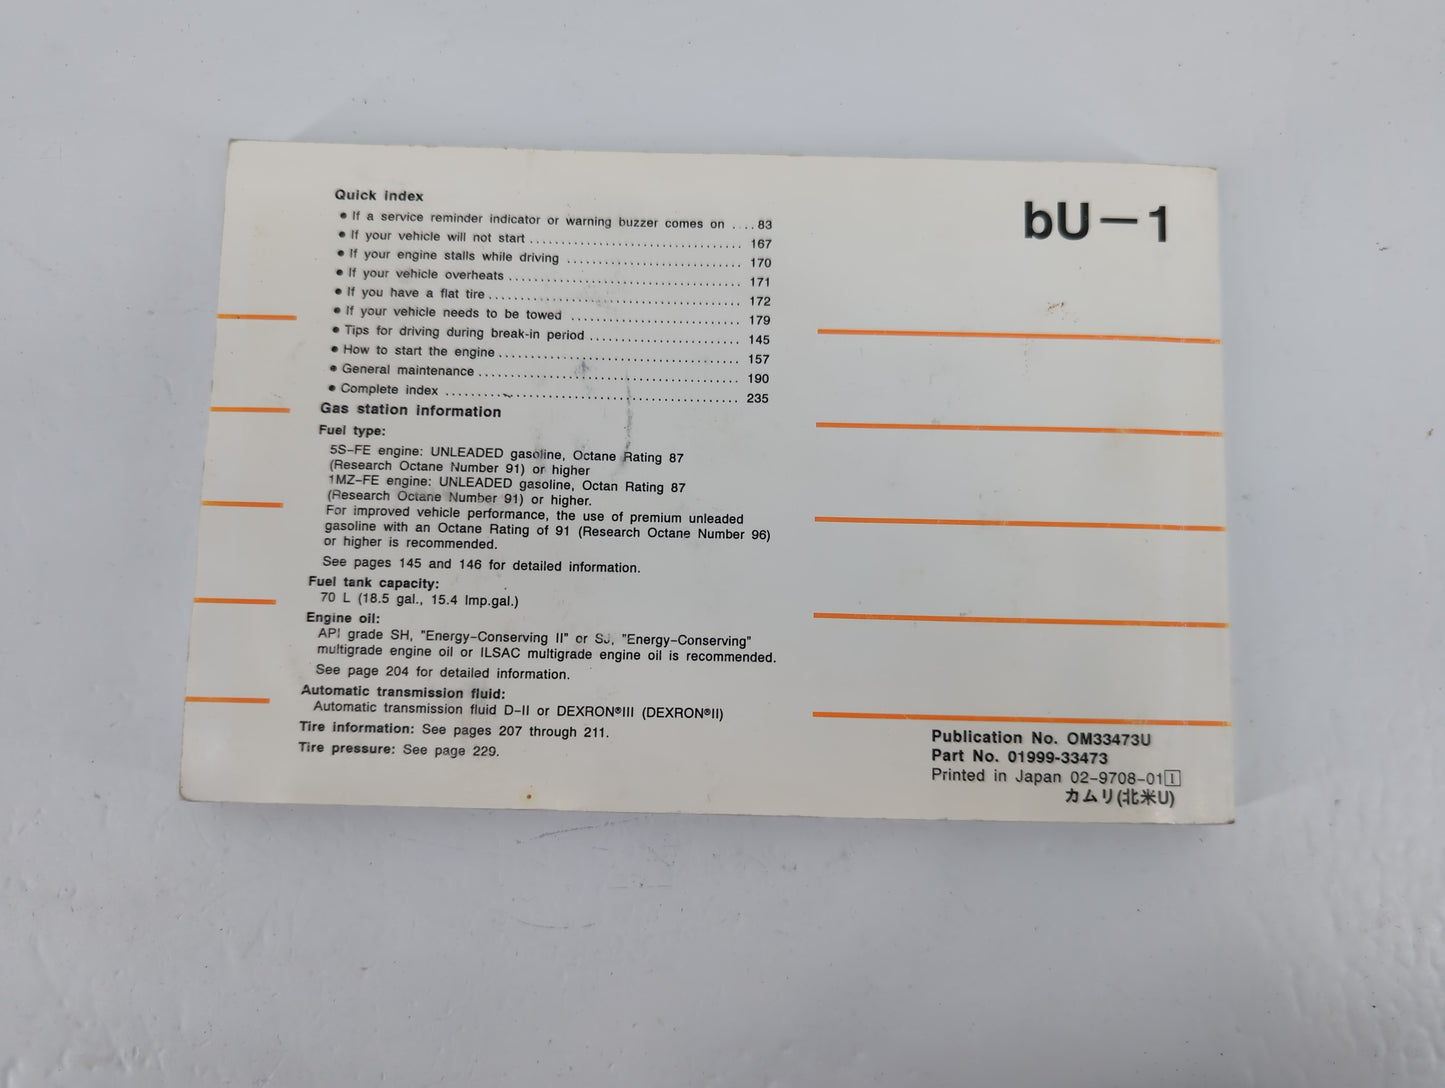 Quick index
● If a service reminder indicator or warning buzzer comes on ....83
● If your vehicle will not start ................................ 167
● If your engine stalls while driving .......................... 170
● If your vehicle overheats ................................... 171
● If you have a flat tire ...................................... 172
● If your vehicle needs to be towed ......................... 179
● Tips for driving during break-in period ...................... 145
● How to start the engine .................................... 157
● General maintenance ....................................... 190
● Complete index ............................................ 235
Gas station information
Fuel type:
5S-FE engine: UNLEADED gasoline, Octane Rating 87
(Research Octane Number 91) or higher
1MZ-FE engine: UNLEADED gasoline, Octan Rating 87
(Research Octane Number 91) or higher.
For improved vehicle performance, the use of premium unleaded
gasoline with an Octane Rating of 91 (Research Octane Number 96)
or higher is recommended.
See pages 145 and 146 for detailed information.
Fuel tank capacity:
70 L (18.5 gal., 15.4 Imp.gal.)
Engine oil:
API grade SH, "Energy-Conserving II" or SJ, "Energy-Conserving"
multigrade engine oil or ILSAC multigrade engine oil is recommended.
See page 204 for detailed information.
Automatic transmission fluid:
Automatic transmission fluid D-II or DEXRON®III (DEXRON®II)
Tire information: See pages 207 through 211.
Tire pressure: See page 229.
bU-1
Publication No. OM33473U
Part No. 01999-33473
Printed in Japan 02-9708-01 1
カムリ(北米U)